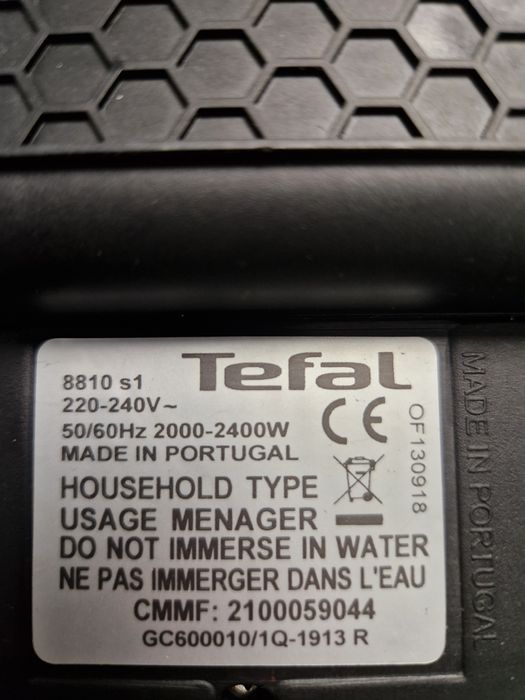 Tefal
8810 s1
220-240V~
50/60Hz 2000-2400W
MADE IN PORTUGAL
CE
OF130918
HOUSEHOLD TYPE
USAGE MENAGER
DO NOT IMMERSE IN WATER
NE PAS IMMERGER DANS L'EAU
CMMF: 2100059044
GC600010/1Q-1913 R
MADE IN PORTUGAL